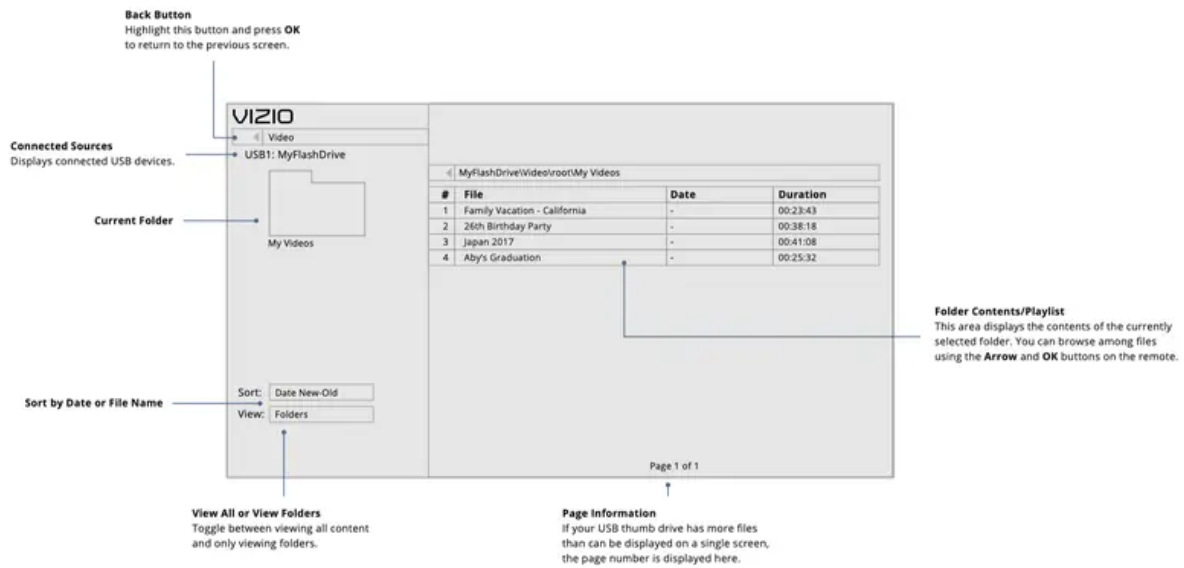 Back Button
Highlight this button and press OK
to return to the previous screen.
VIZIO
Video
Connected Sources
Displays connected USB devices.
USB1: MyFlashDrive
MyFlashDrive\Video\root\My Videos
# File Date Duration
1 Family Vacation - California - 00:23:43
2 26th Birthday Party - 00:38:18
3 Japan 2017 - 00:41:08
4 Aby's Graduation - 00:25:32
Current Folder
My Videos
Folder Contents/Playlist
This area displays the contents of the currently
selected folder. You can browse among files
using the Arrow and OK buttons on the remote.
Sort by Date or File Name
Sort: Date New-Old
View: Folders
Page 1 of 1
View All or View Folders
Toggle between viewing all content
and only viewing folders.
Page Information
If your USB thumb drive has more files
than can be displayed on a single screen,
the page number is displayed here.